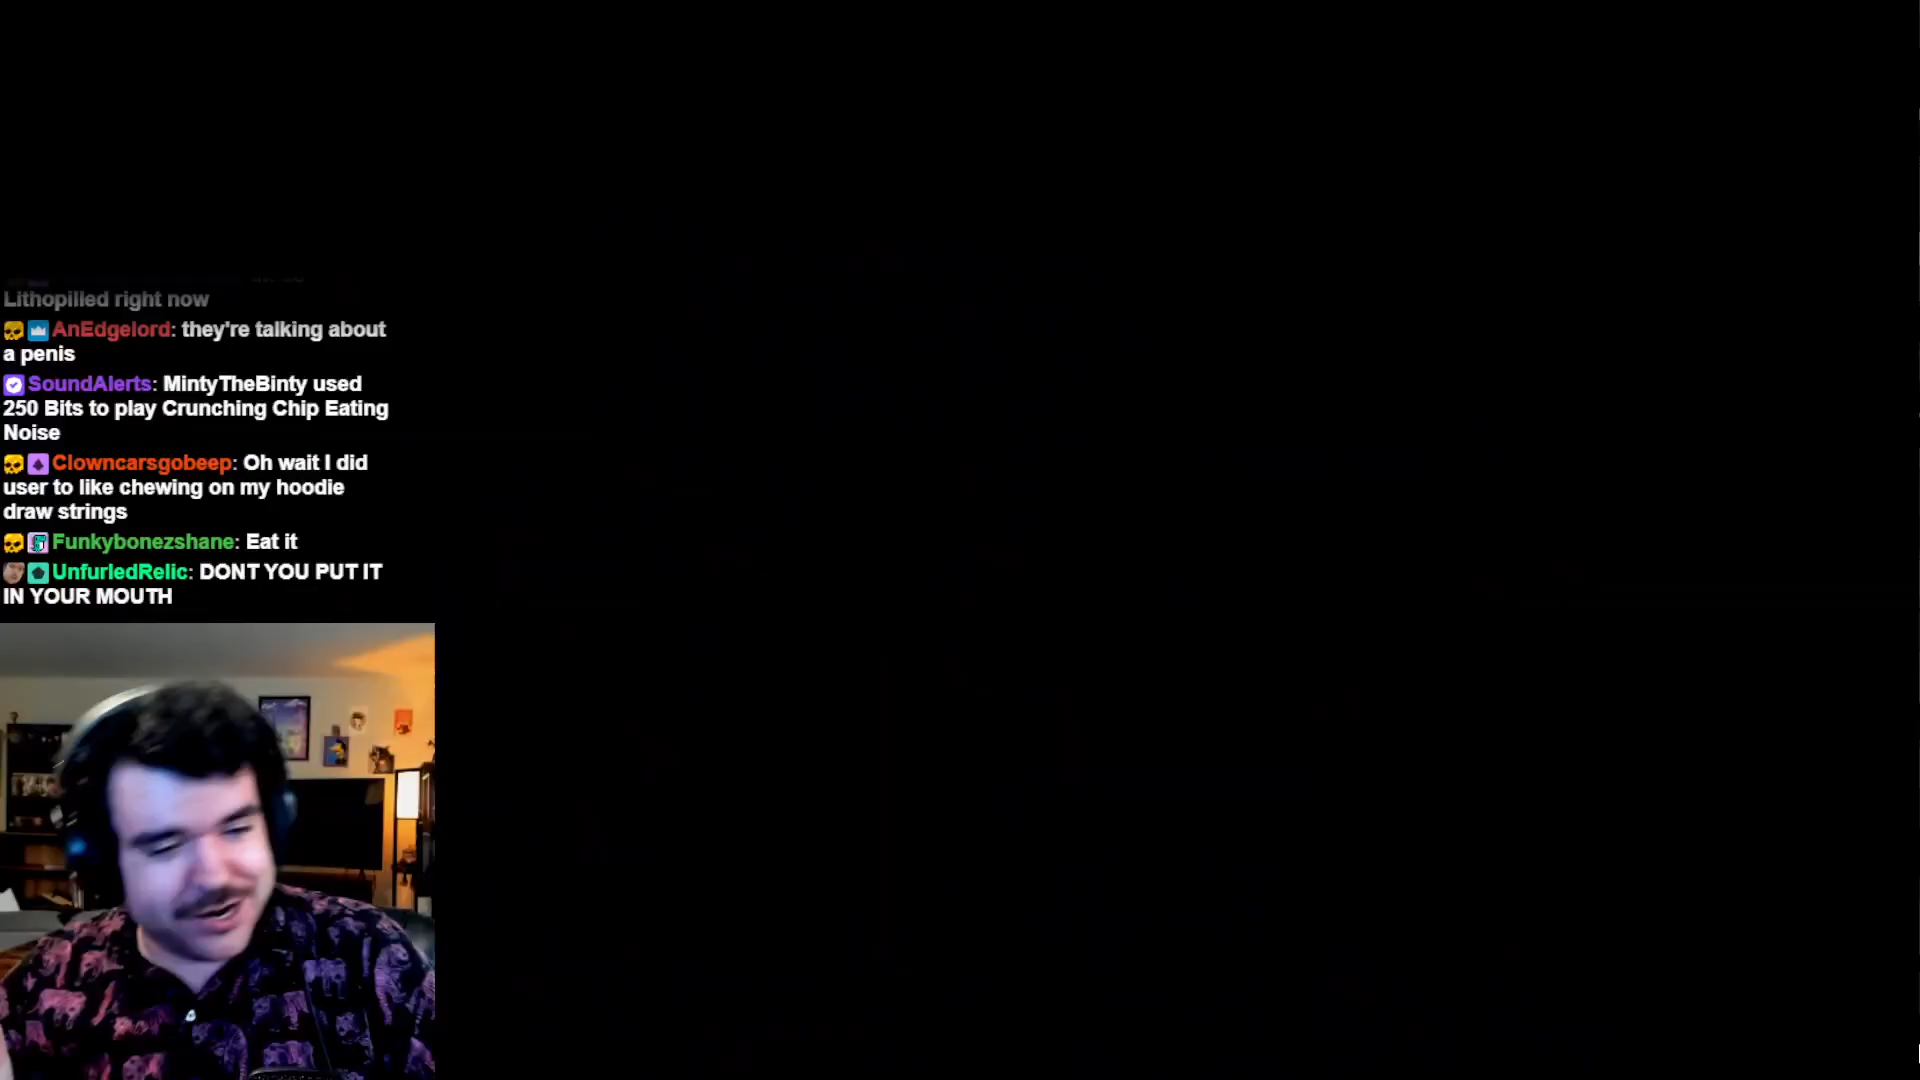 Lithopilled right now
AnEdgelord: they're talking about
a penis
SoundAlerts: MintyTheBinty used
250 Bits to play Crunching Chip Eating
Noise
Clowncarsgobeep: Oh wait I did
user to like chewing on my hoodie
draw strings
Funkybonezshane: Eat it
UnfurledRelic: DONT YOU PUT IT
IN YOUR MOUTH